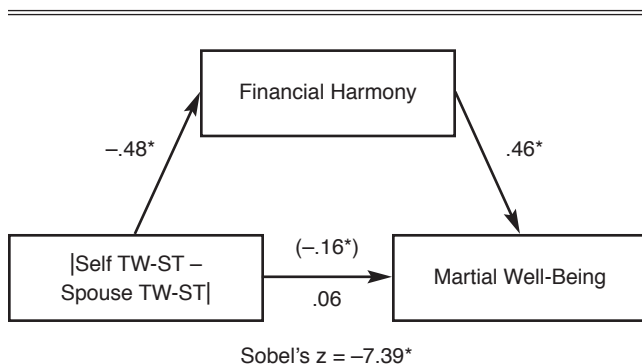 Financial Harmony
–.48*
.46*
|Self TW-ST –
Spouse TW-ST|
(–.16*)
.06
Martial Well-Being
Sobel's z = –7.39*